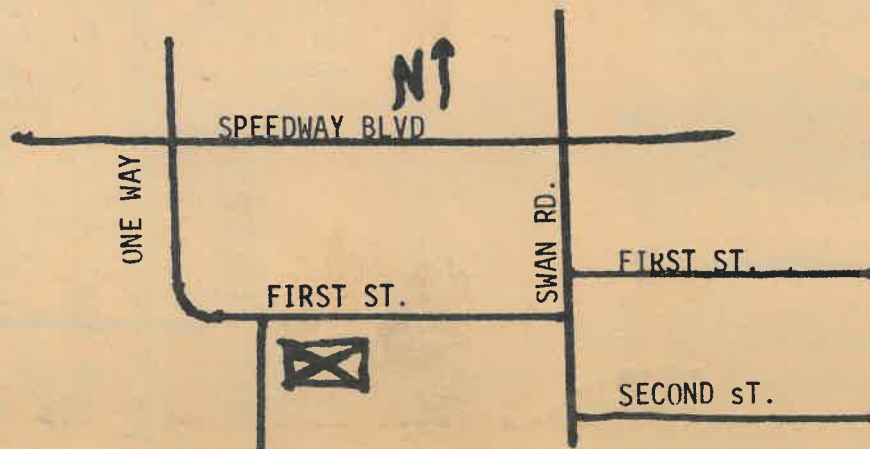 N
SPEEDWAY BLVD
ONE WAY
SWAN RD.
FIRST ST.
FIRST ST.
SECOND sT.